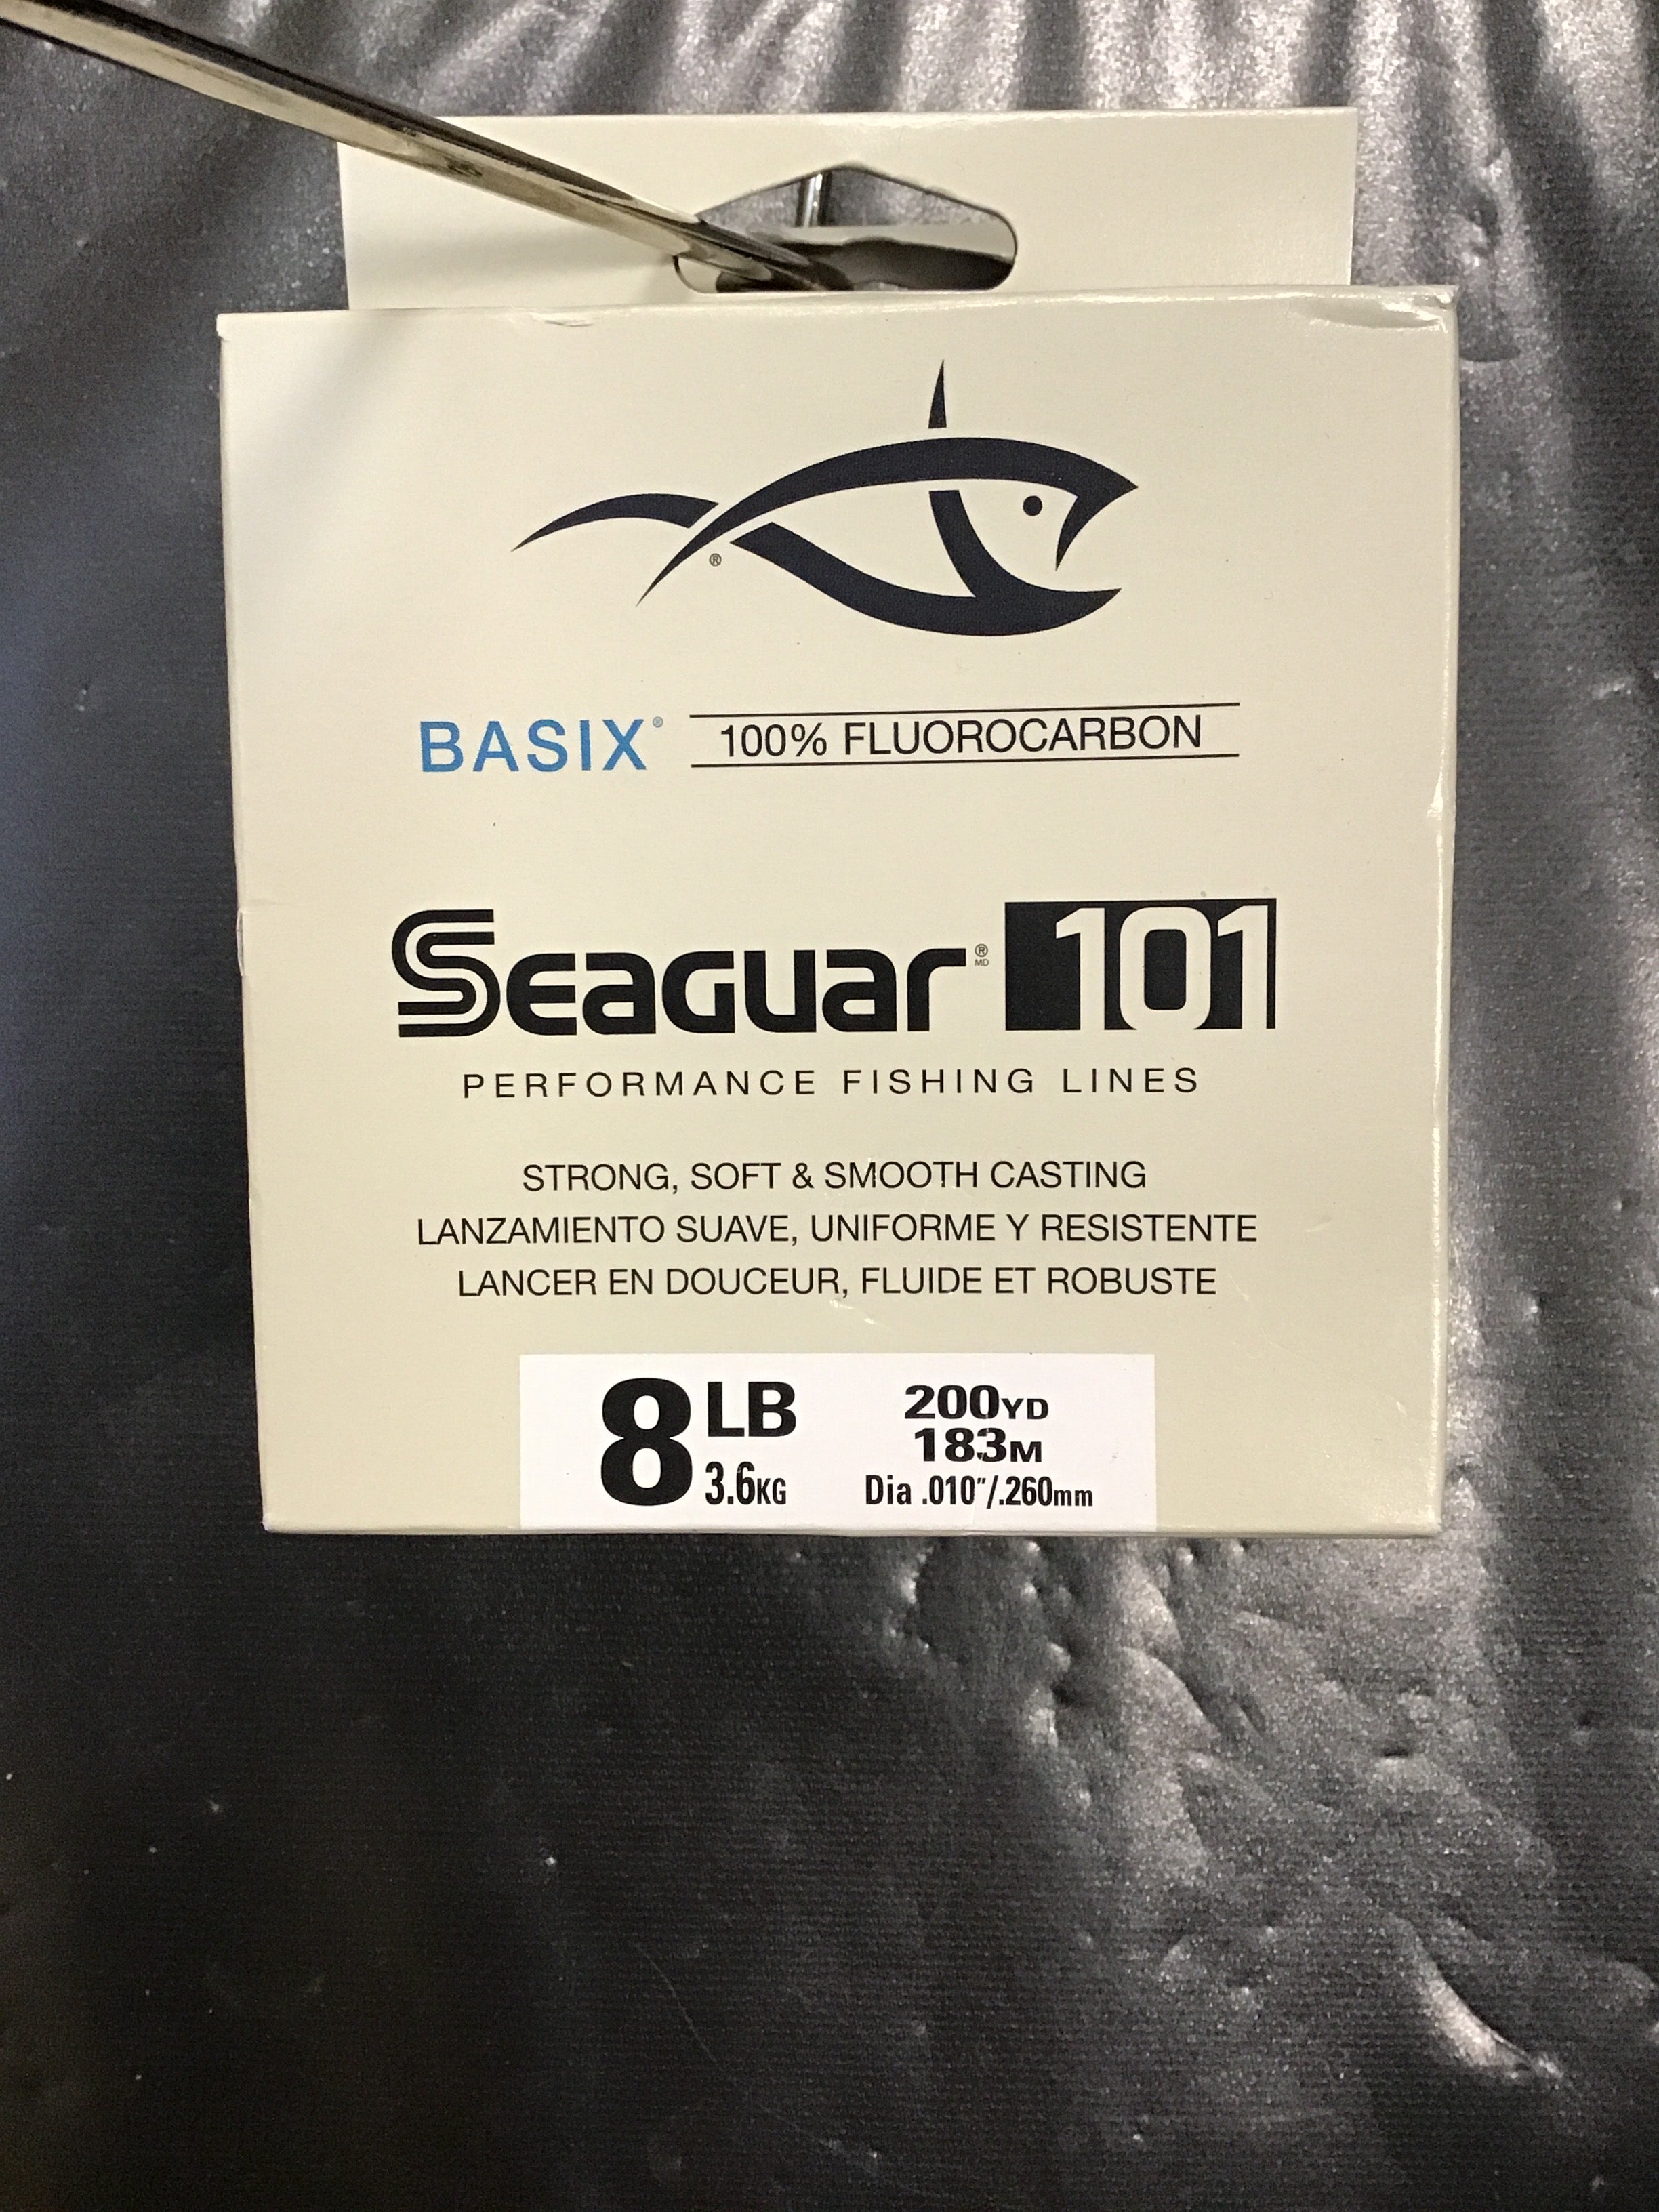 ®
BASIX® 100% FLUOROCARBON
SEAGUAR ® MD 101
PERFORMANCE FISHING LINES
STRONG, SOFT & SMOOTH CASTING
LANZAMIENTO SUAVE, UNIFORME Y RESISTENTE
LANCER EN DOUCEUR, FLUIDE ET ROBUSTE
8 LB 3.6KG
200YD
183M
Dia .010"/.260mm